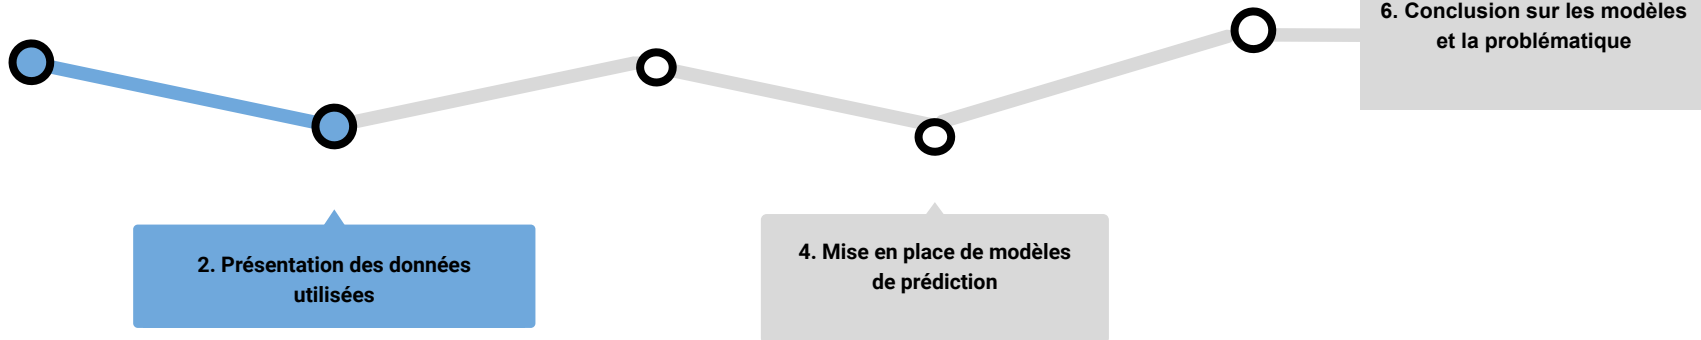 6. Conclusion sur les modèles
et la problématique
2. Présentation des données
utilisées
4. Mise en place de modèles
de prédiction